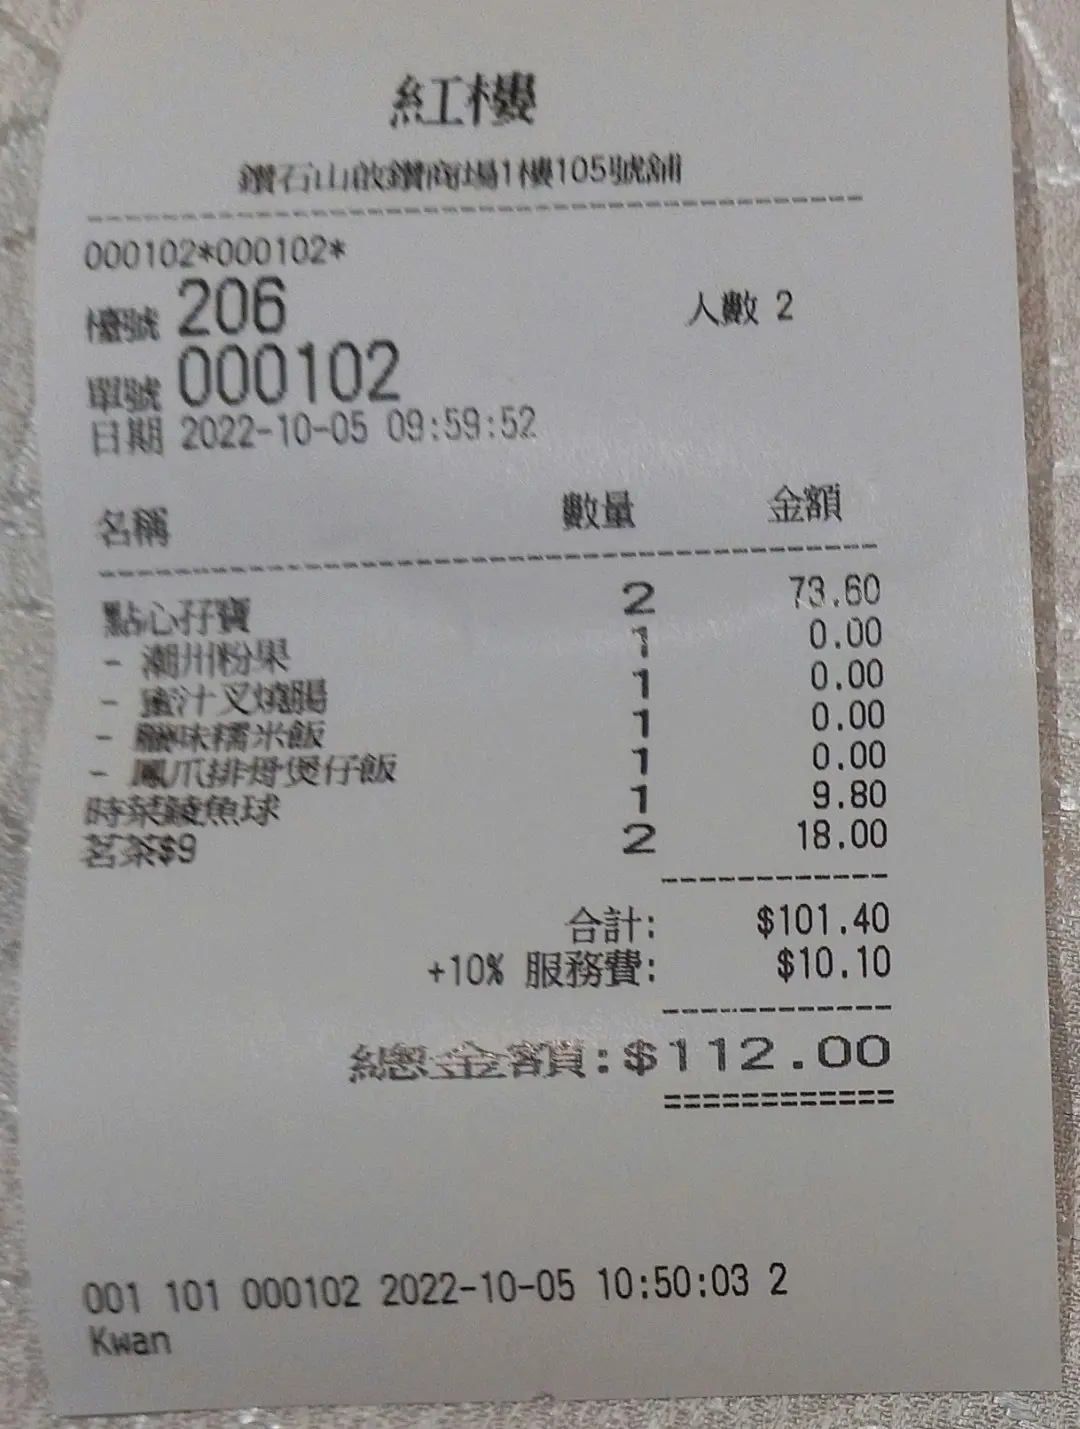 紅樓
鑽石山啟鑽商場1樓105號舖
000102*000102*
檯號 206 人數 2
單號 000102
日期 2022-10-05 09:59:52
名稱 數量 金額
點心孖寶 2 73.60
- 潮州粉果 1 0.00
- 蜜汁叉燒腸 1 0.00
- 臘味糯米飯 1 0.00
- 鳳爪排骨煲仔飯 1 0.00
時菜鯪魚球 1 9.80
茗茶$9 2 18.00
合計: $101.40
+10% 服務費: $10.10
總金額:$112.00
============
001 101 000102 2022-10-05 10:50:03 2
Kwan